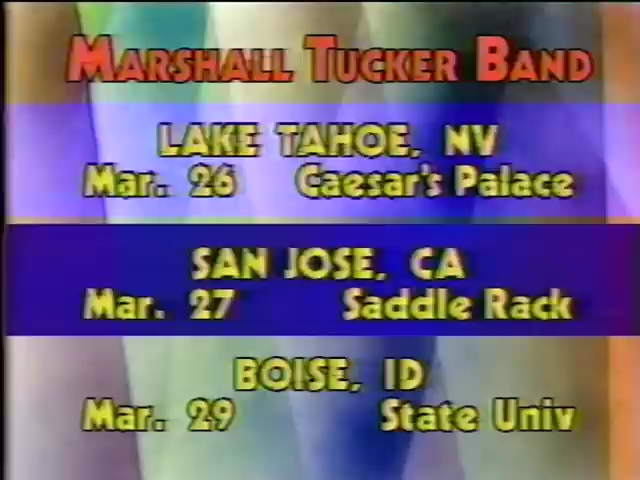 MARSHALL TUCKER BAND
LAKE TAHOE, NV
Mar. 26 Caesar's Palace
SAN JOSE, CA
Mar. 27 Saddle Rack
BOISE, ID
Mar. 29 State Univ